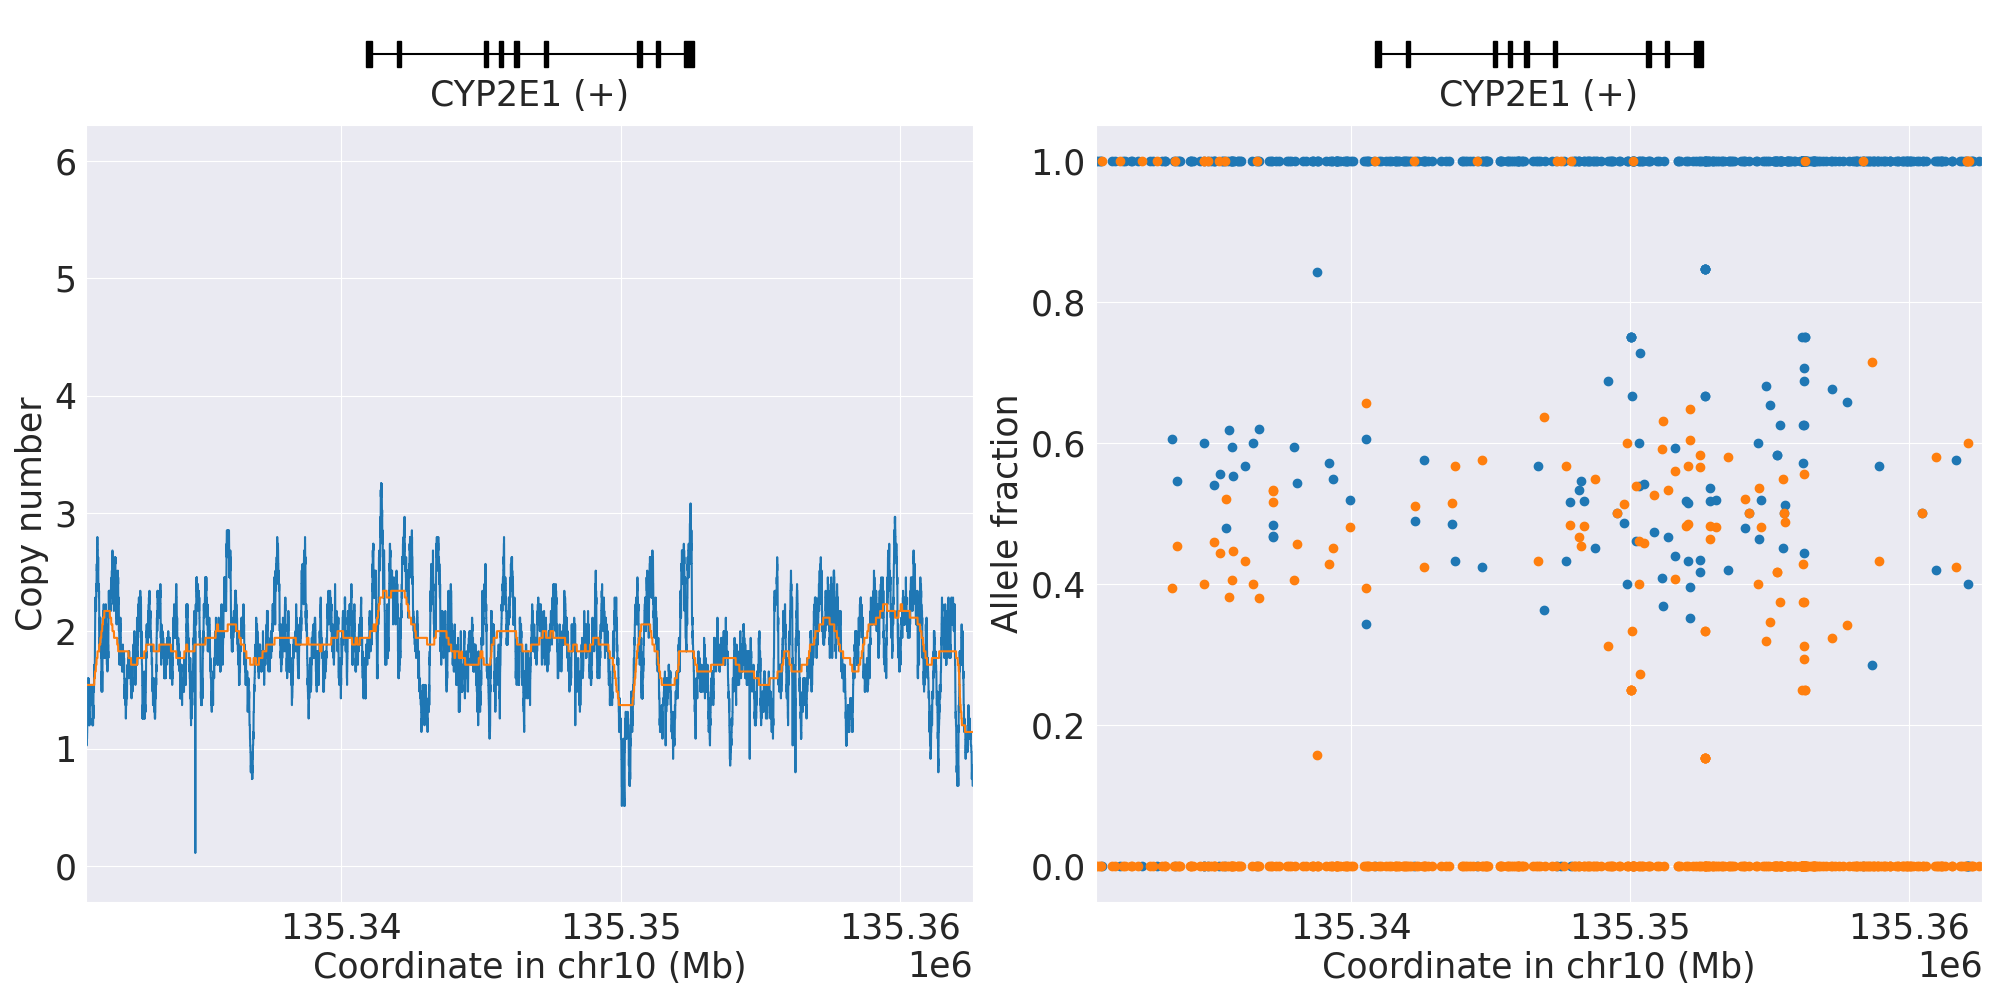 CYP2E1 (+)
Copy number
6
5
4
3
2
1
0
135.34 135.35 135.36
Coordinate in chr10 (Mb)
1e6
CYP2E1 (+)
Allele fraction
1.0
0.8
0.6
0.4
0.2
0.0
135.34 135.35 135.36
Coordinate in chr10 (Mb)
1e6